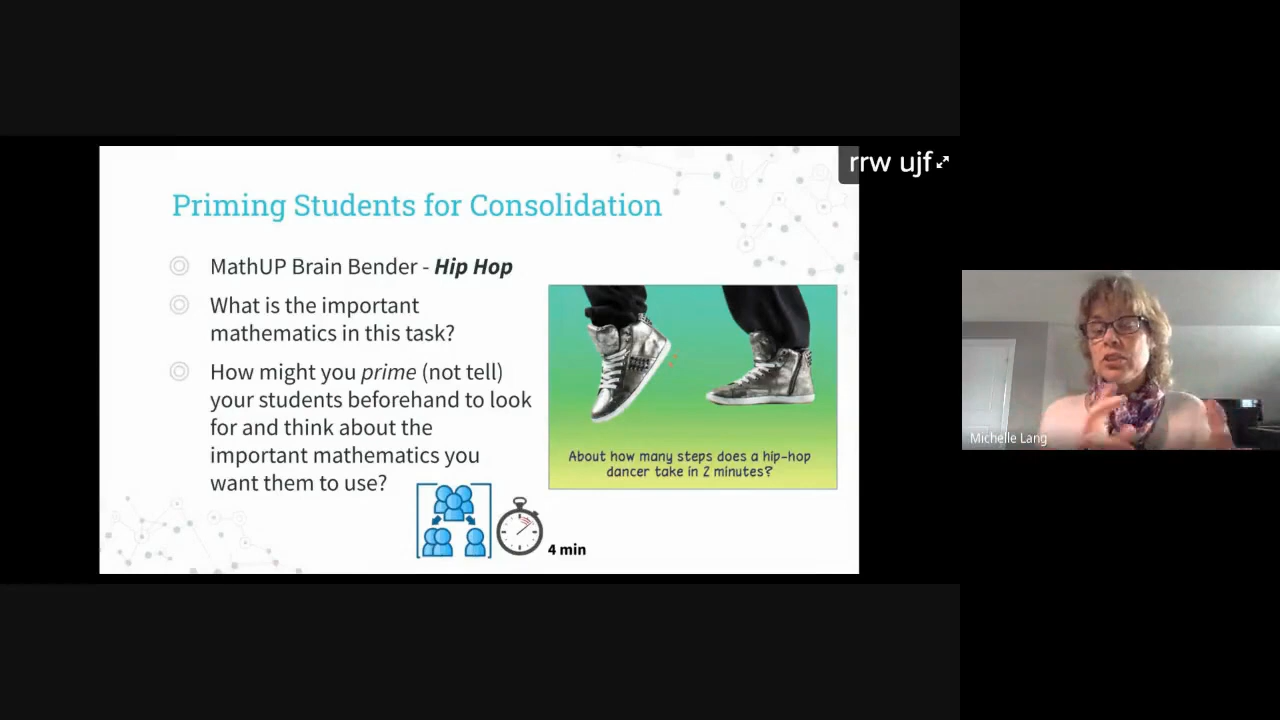 rrw ujf
Priming Students for Consolidation
MathUP Brain Bender - Hip Hop
What is the important
mathematics in this task?
How might you prime (not tell)
your students beforehand to look
for and think about the
important mathematics you
want them to use?
About how many steps does a hip-hop
dancer take in 2 minutes?
4 min
Michelle Lang